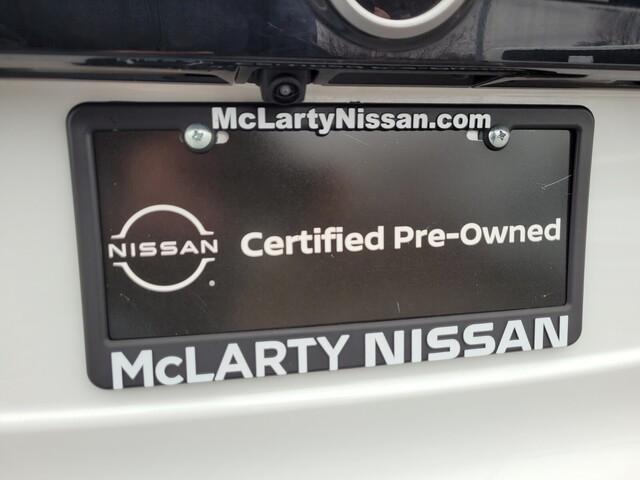 McLartyNissan.com
NISSAN Certified Pre-Owned
McLARTY NISSAN